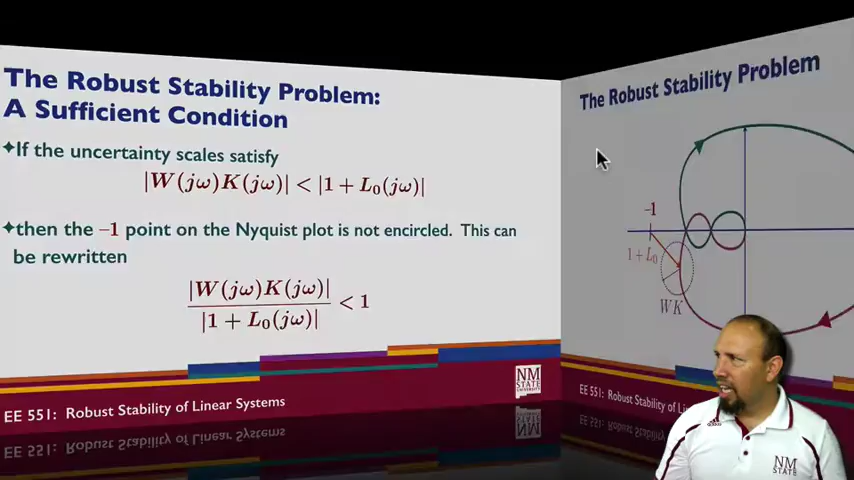 The Robust Stability Problem:
A Sufficient Condition
✦If the uncertainty scales satisfy
|W(jω)K(jω)| < |1 + L₀(jω)|
✦then the –1 point on the Nyquist plot is not encircled. This can
be rewritten
|W(jω)K(jω)|
< 1
|1 + L₀(jω)|
NM
STATE
EE 551: Robust Stability of Linear Systems
The Robust Stability Problem
–1
1 + L₀
WK
NM
STATE
EE 551: Robust Stability of
NM
STATE